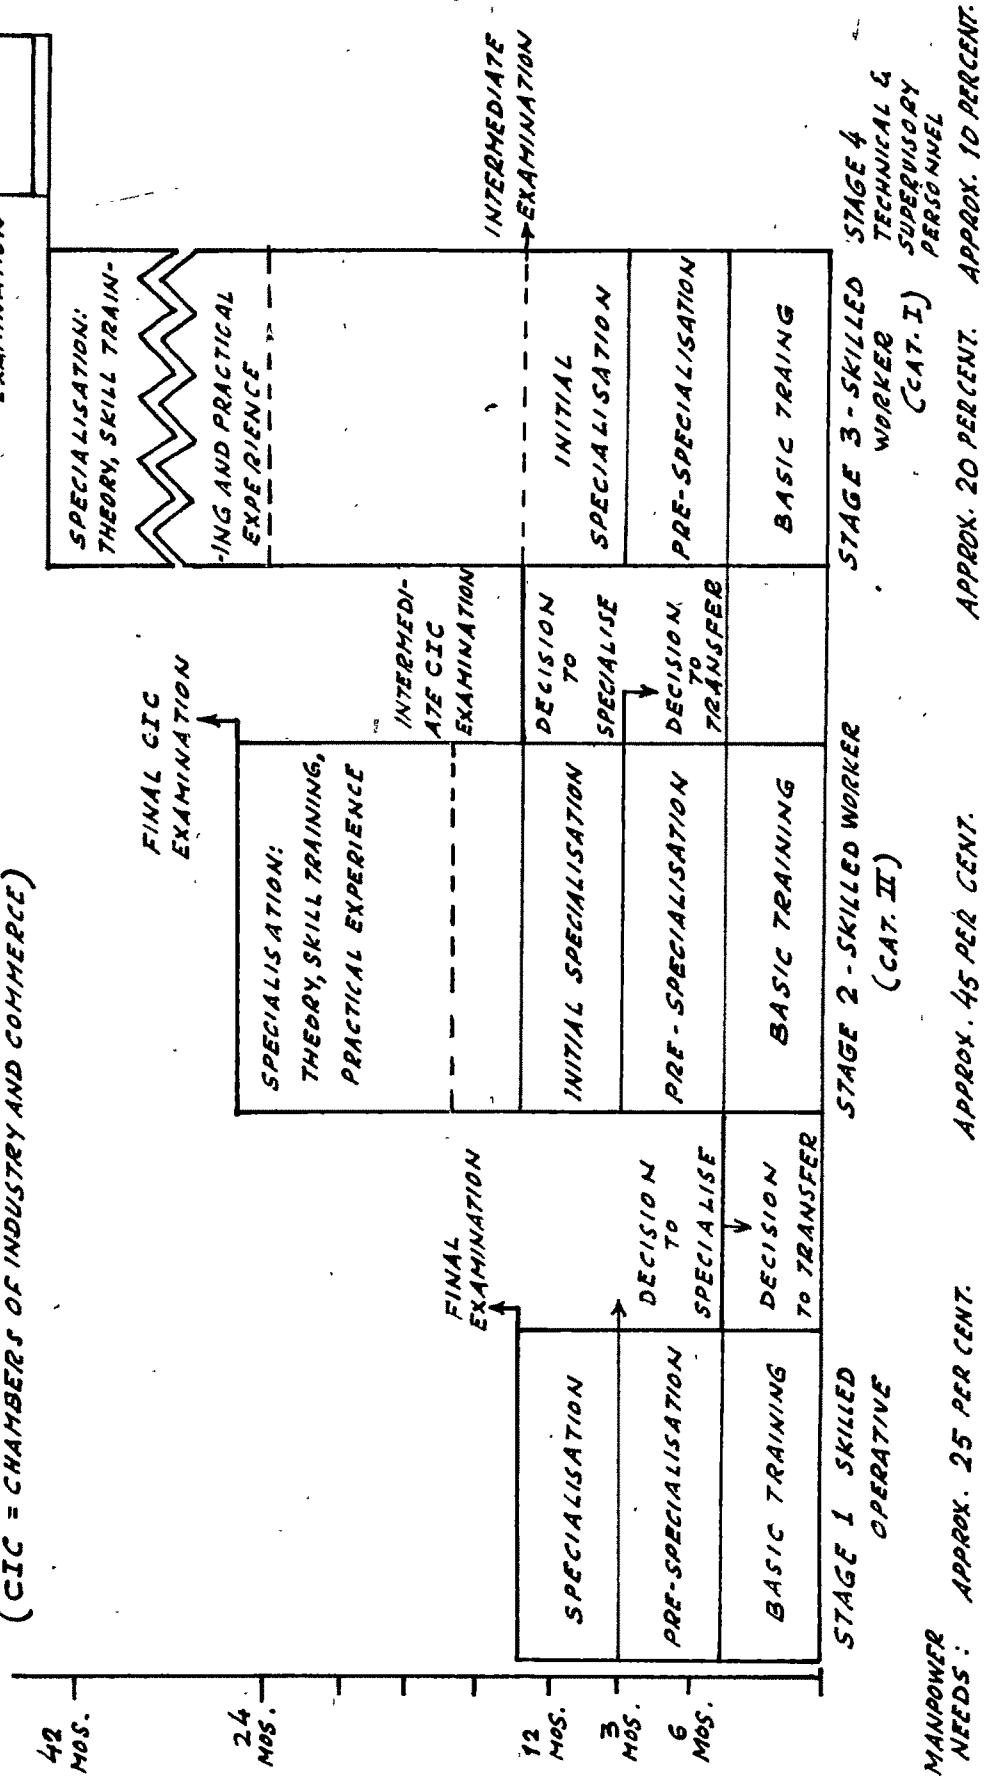 (CIC = CHAMBERS OF INDUSTRY AND COMMERCE)
42
MOS.
24
MOS.
12
MOS.
3
MOS.
6
MOS.
FINAL
EXAMINATION
SPECIALISATION
PRE-SPECIALISATION
BASIC TRAINING
DECISION
TO
SPECIALISE
DECISION
TO TRANSFER
FINAL CIC
EXAMINATION
SPECIALISATION:
THEORY, SKILL TRAINING,
PRACTICAL EXPERIENCE
INITIAL SPECIALISATION
PRE-SPECIALISATION
BASIC TRAINING
INTERMEDI-
ATE CIC
EXAMINATION
DECISION
TO
SPECIALISE
DECISION
TO
TRANSFER
SPECIALISATION:
THEORY, SKILL TRAIN-
-ING AND PRACTICAL
EXPERIENCE
INITIAL
SPECIALISATION
PRE-SPECIALISATION
BASIC TRAING
INTERMEDIATE
EXAMINATION
STAGE 1 SKILLED
OPERATIVE
STAGE 2 - SKILLED WORKER
(CAT. II)
STAGE 3 - SKILLED
WORKER
(CAT. I)
STAGE 4
TECHNICAL &
SUPERVISORY
PERSONNEL
MANPOWER
NEEDS:
APPROX. 25 PER CENT.
APPROX. 45 PER CENT.
APPROX. 20 PERCENT.
APPROX. 10 PERCENT.